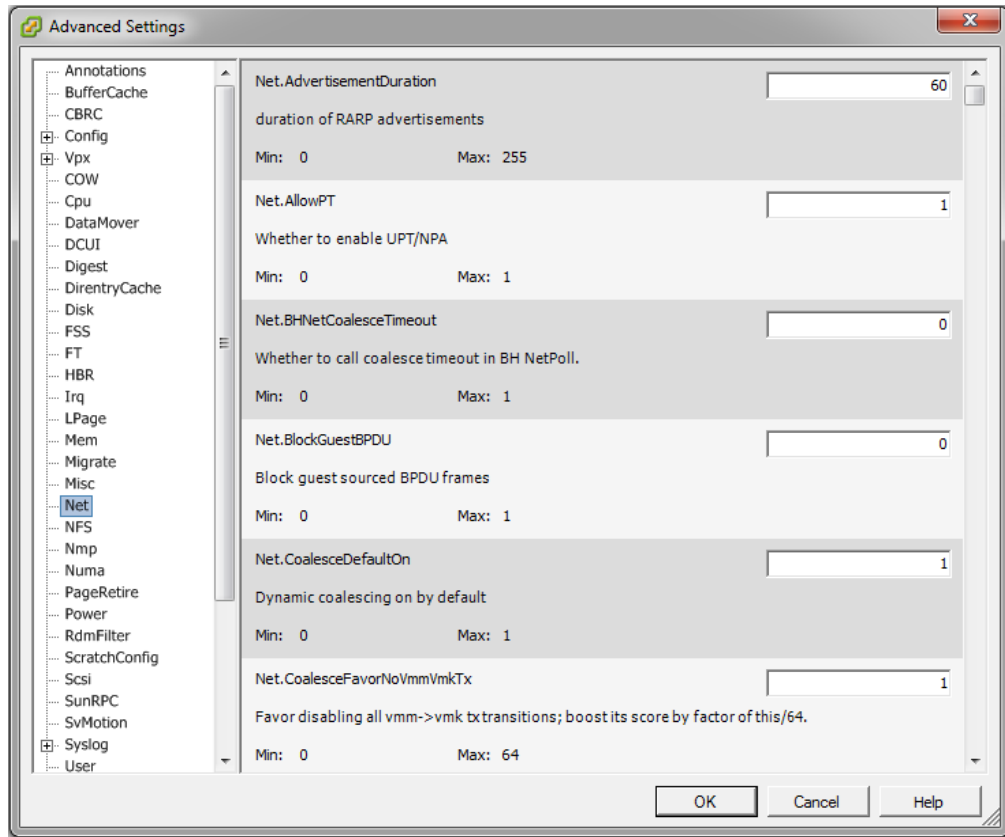 Advanced Settings
Annotations
BufferCache
CBRC
Config
Vpx
COW
Cpu
DataMover
DCUI
Digest
DirentryCache
Disk
FSS
FT
HBR
Irq
LPage
Mem
Migrate
Misc
Net
NFS
Nmp
Numa
PageRetire
Power
RdmFilter
ScratchConfig
Scsi
SunRPC
SvMotion
Syslog
User
Net.AdvertisementDuration 60
duration of RARP advertisements
Min: 0 Max: 255
Net.AllowPT 1
Whether to enable UPT/NPA
Min: 0 Max: 1
Net.BHNetCoalesceTimeout 0
Whether to call coalesce timeout in BH NetPoll.
Min: 0 Max: 1
Net.BlockGuestBPDU 0
Block guest sourced BPDU frames
Min: 0 Max: 1
Net.CoalesceDefaultOn 1
Dynamic coalescing on by default
Min: 0 Max: 1
Net.CoalesceFavorNoVmmVmkTx 1
Favor disabling all vmm->vmk tx transitions; boost its score by factor of this/64.
Min: 0 Max: 64
OK Cancel Help